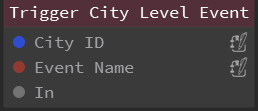 Trigger City Level Event
City ID
Event Name
In